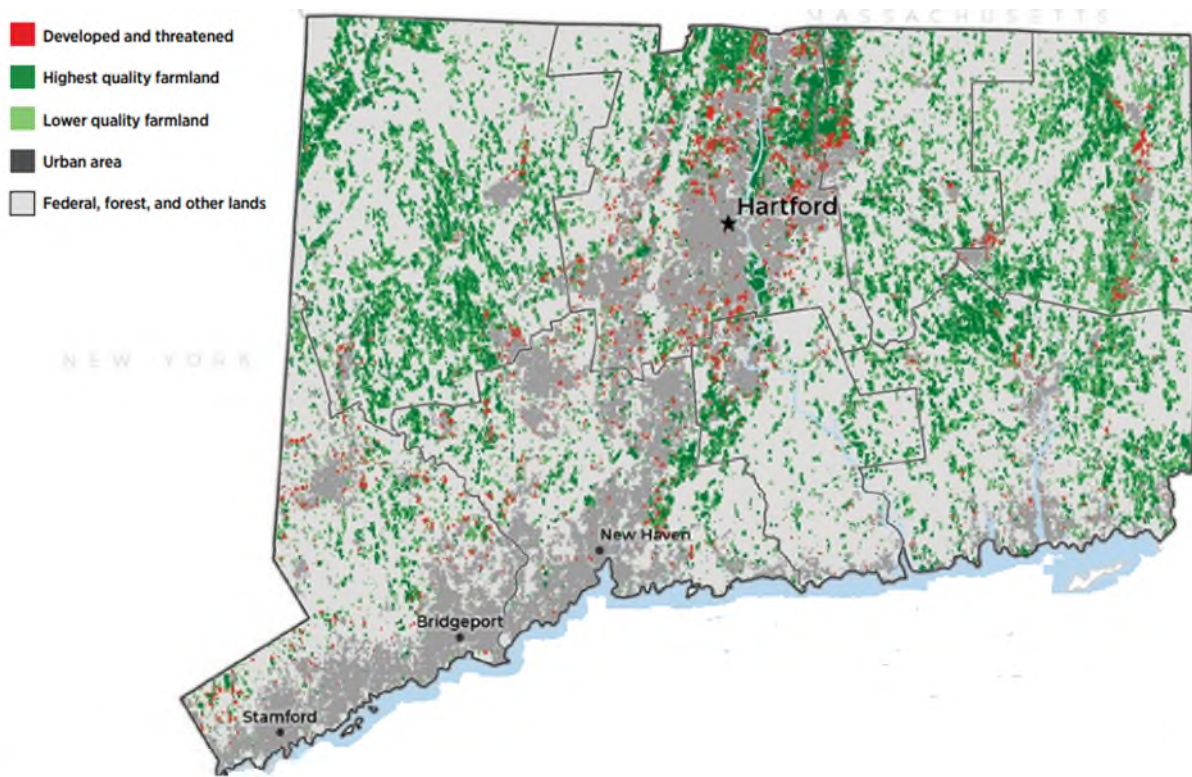 MASSACHUSETTS
Developed and threatened
Highest quality farmland
Lower quality farmland
Urban area
Federal, forest, and other lands
Hartford
NEW YORK
New Haven
Bridgeport
Stamford